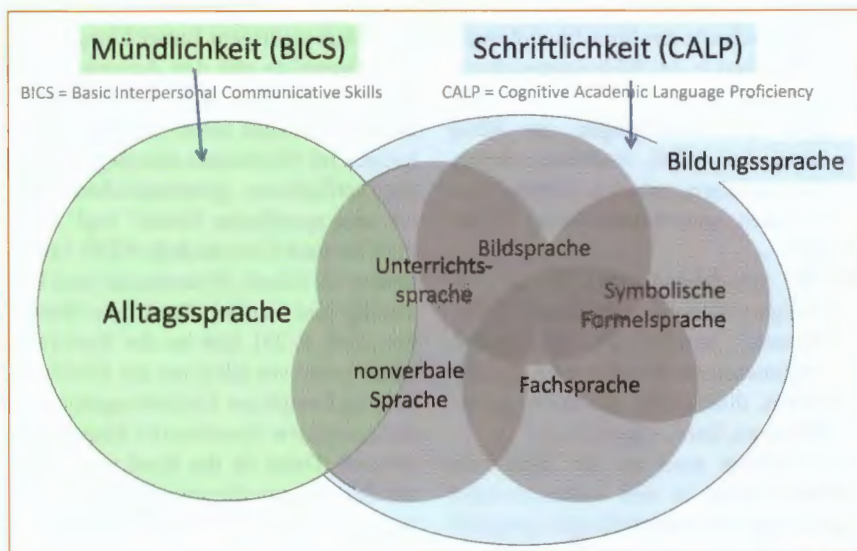 Mündlichkeit (BICS)
BICS = Basic Interpersonal Communicative Skills
Schriftlichkeit (CALP)
CALP = Cognitive Academic Language Proficiency
Bildungssprache
Alltagssprache
Unterrichts-
sprache
Bildsprache
Symbolische
Formelsprache
nonverbale
Sprache
Fachsprache